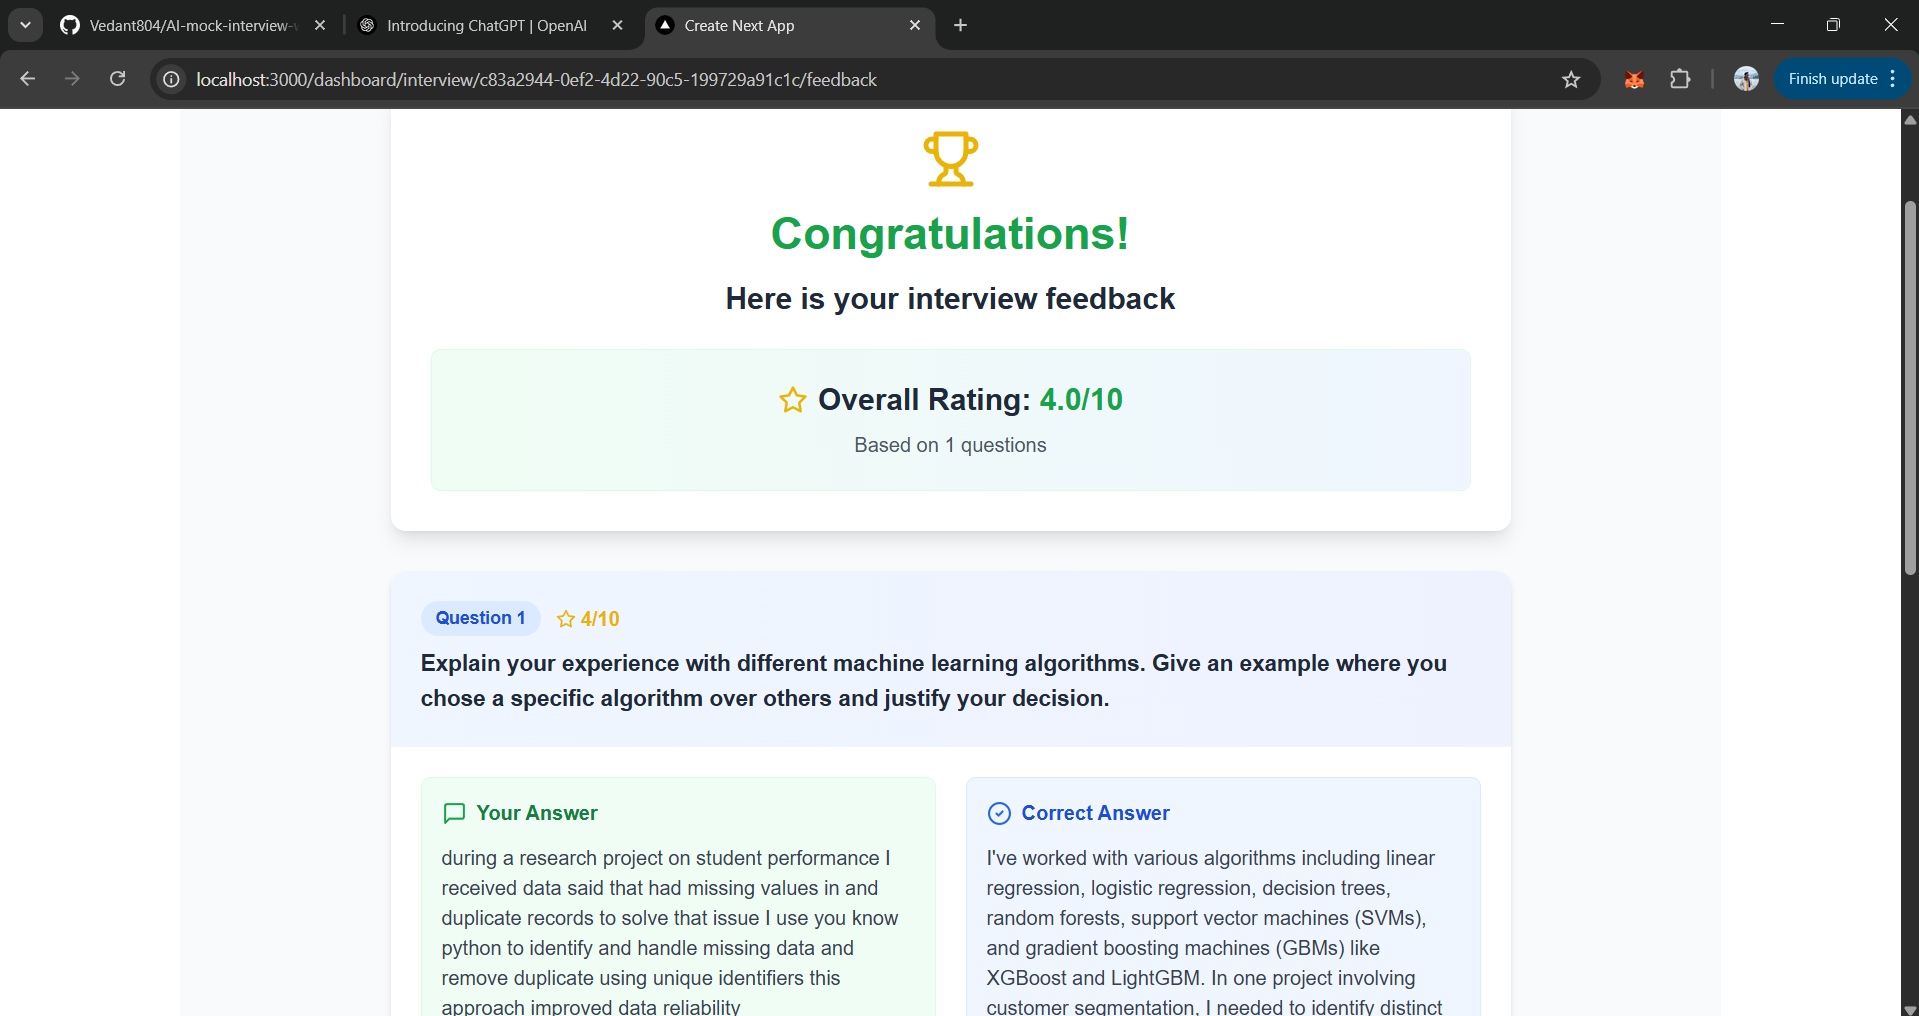 Vedant804/AI-mock-interview-
Introducing ChatGPT | OpenAI
Create Next App
localhost:3000/dashboard/interview/c83a2944-0ef2-4d22-90c5-199729a91c1c/feedback
Finish update
Congratulations!
Here is your interview feedback
Overall Rating: 4.0/10
Based on 1 questions
Question 1
4/10
Explain your experience with different machine learning algorithms. Give an example where you
chose a specific algorithm over others and justify your decision.
Your Answer
during a research project on student performance I
received data said that had missing values in and
duplicate records to solve that issue I use you know
python to identify and handle missing data and
remove duplicate using unique identifiers this
approach improved data reliability
Correct Answer
I've worked with various algorithms including linear
regression, logistic regression, decision trees,
random forests, support vector machines (SVMs),
and gradient boosting machines (GBMs) like
XGBoost and LightGBM. In one project involving
customer segmentation, I needed to identify distinct